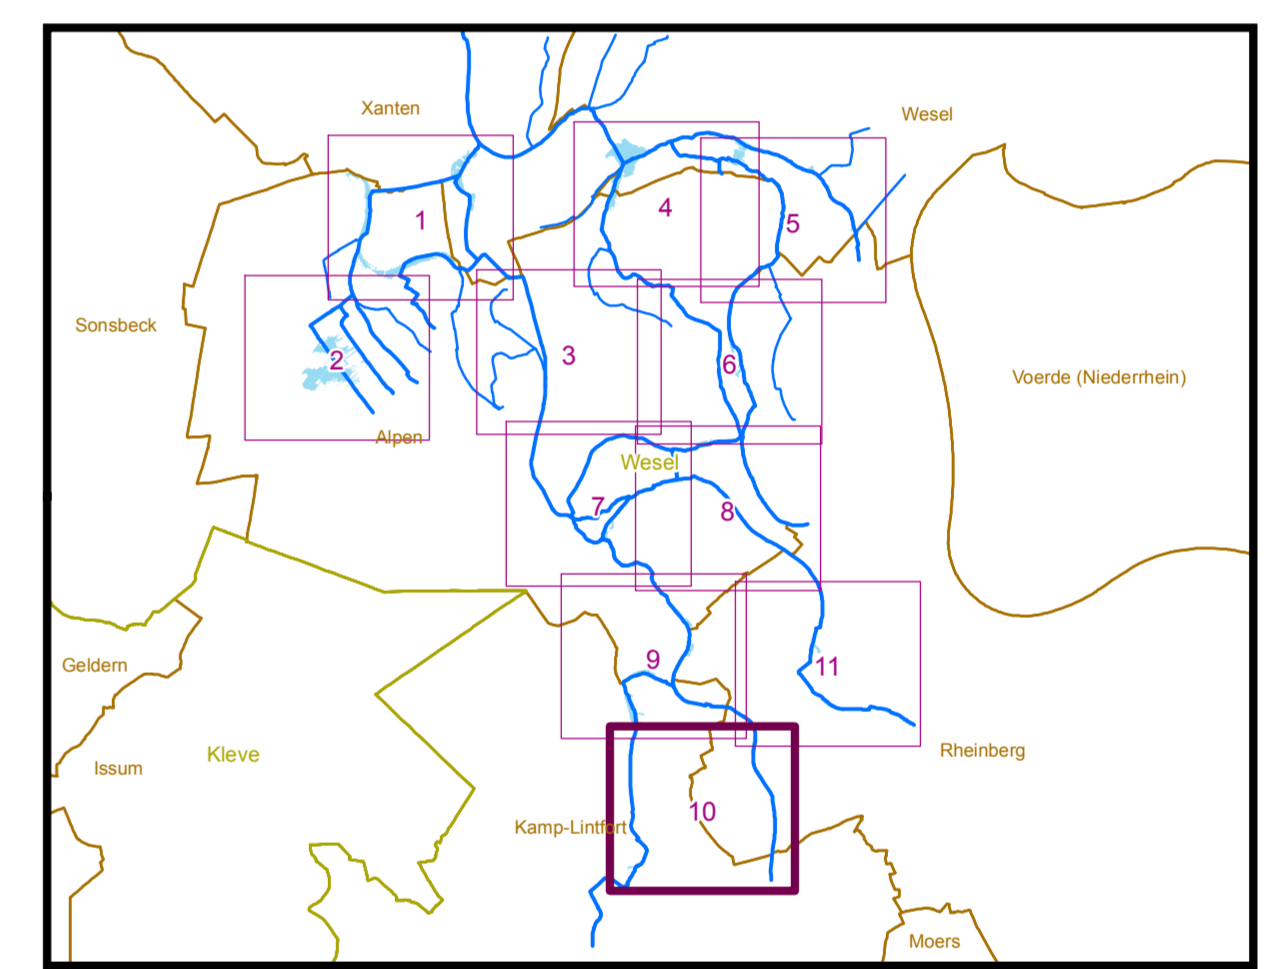 Xanten
Wesel
1
4
5
Sonsbeck
2
3
6
Voerde (Niederrhein)
Alpen
Wesel
7
8
Geldern
9
11
Kleve
Issum
Rheinberg
10
Kamp-Lintfort
Moers